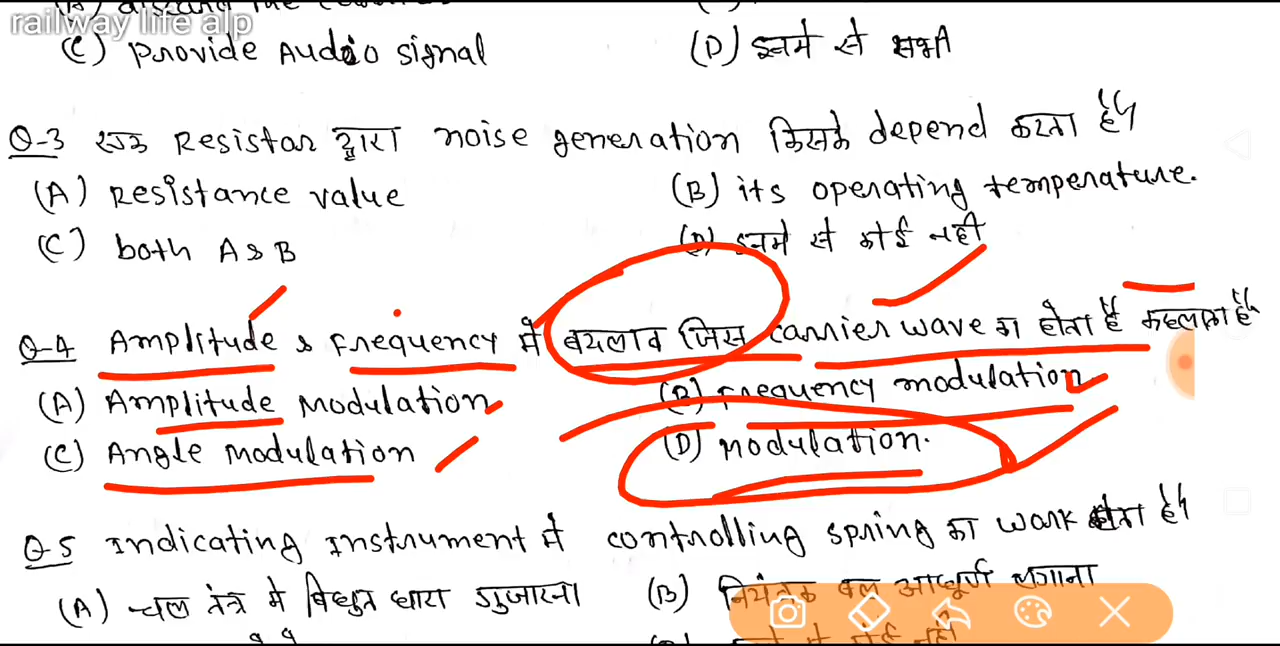 railway life alp
(C) Provide Audio signal
(D) इनमे से सभी
Q-3 एक Resistor द्वारा noise generation किसके depend करता है
(A) Resistance value
(B) its operating temperature.
(C) both A & B
(D) इनमे से कोई नही
Q-4 Amplitude & frequency में बदलाव जिस carrier wave का होता है कहलाता है
(A) Amplitude Modulation
(B) frequency modulation
(C) Angle modulation
(D) modulation.
Q-5 Indicating Instrument में controlling spring का work होता है
(A) चल तंत्र मे विधुत धारा गुजारना
(B) नियंत्रक बल आघूर्ण लगाना